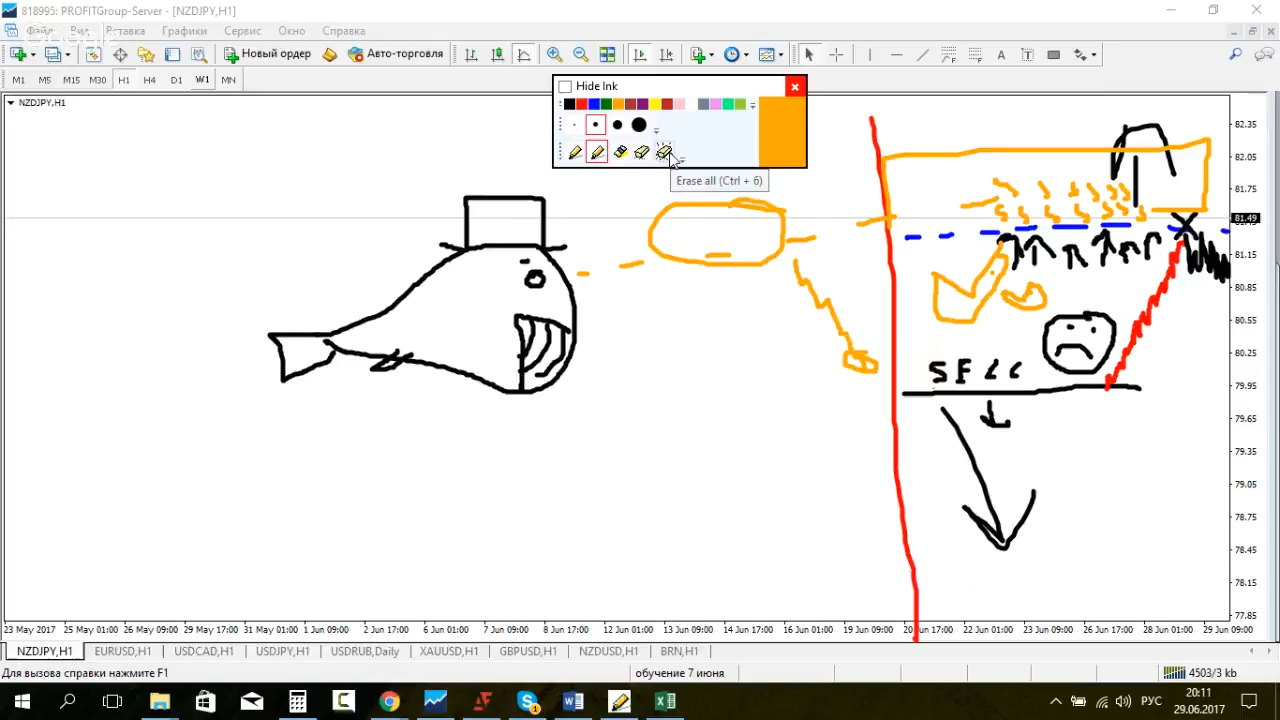 818995: PROFITGroup-Server - [NZDJPY,H1]
Файл Вид Вставка Графики Сервис Окно Справка
Новый ордер Авто-торговля
M1 M5 M15 M30 H1 H4 D1 W1 MN
Hide Ink
Erase all (Ctrl + 6)
NZDJPY,H1
82.35
82.05
81.75
81.49
81.15
80.85
80.55
80.25
79.95
79.65
79.35
79.05
78.75
78.45
78.15
77.85
SELL
23 May 2017 25 May 01:00 26 May 09:00 29 May 17:00 31 May 01:00 1 Jun 09:00 2 Jun 17:00 6 Jun 01:00 7 Jun 09:00 8 Jun 17:00 12 Jun 01:00 13 Jun 09:00 14 Jun 17:00 16 Jun 01:00 19 Jun 09:00 20 Jun 17:00 22 Jun 01:00 23 Jun 09:00 26 Jun 17:00 28 Jun 01:00 29 Jun 09:00
NZDJPY,H1 EURUSD,H1 USDCAD,H1 USDJPY,H1 USDRUB,Daily XAUUSD,H1 GBPUSD,H1 NZDUSD,H1 BRN,H1
Для вызова справки нажмите F1 обучение 7 июня 4503/3 kb
РУС 20:11
29.06.2017